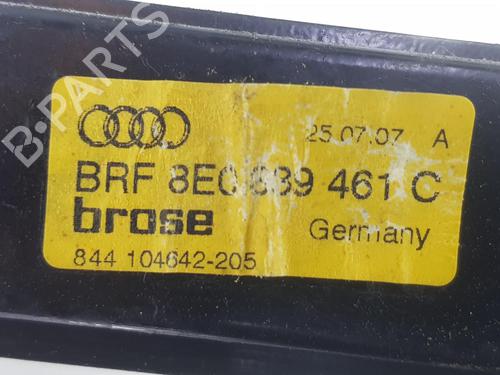 25.07.07 A
BRF 8E0 839 461 C
brose
Germany
844 104642-205
B-PARTS